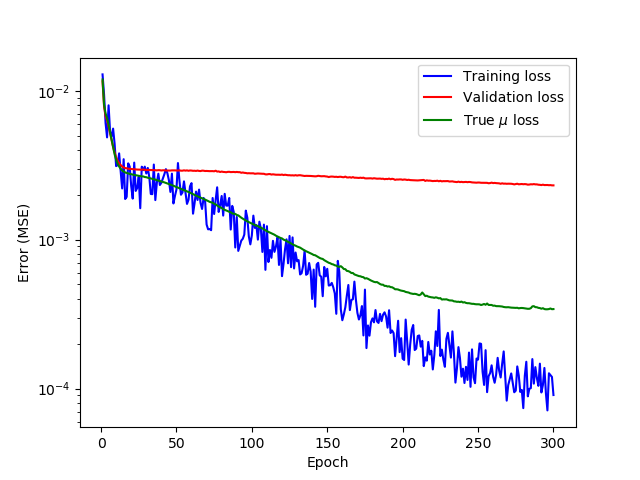 Training loss
Validation loss
True μ loss
10⁻²
10⁻³
10⁻⁴
Error (MSE)
0 50 100 150 200 250 300
Epoch